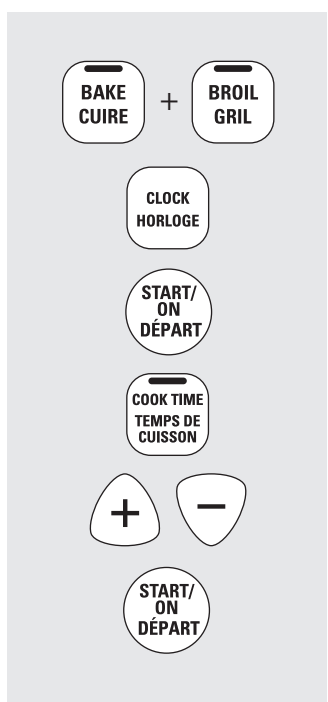 BAKE
CUIRE
+
BROIL
GRIL
CLOCK
HORLOGE
START/
ON
DÉPART
COOK TIME
TEMPS DE
CUISSON
+ −
START/
ON
DÉPART